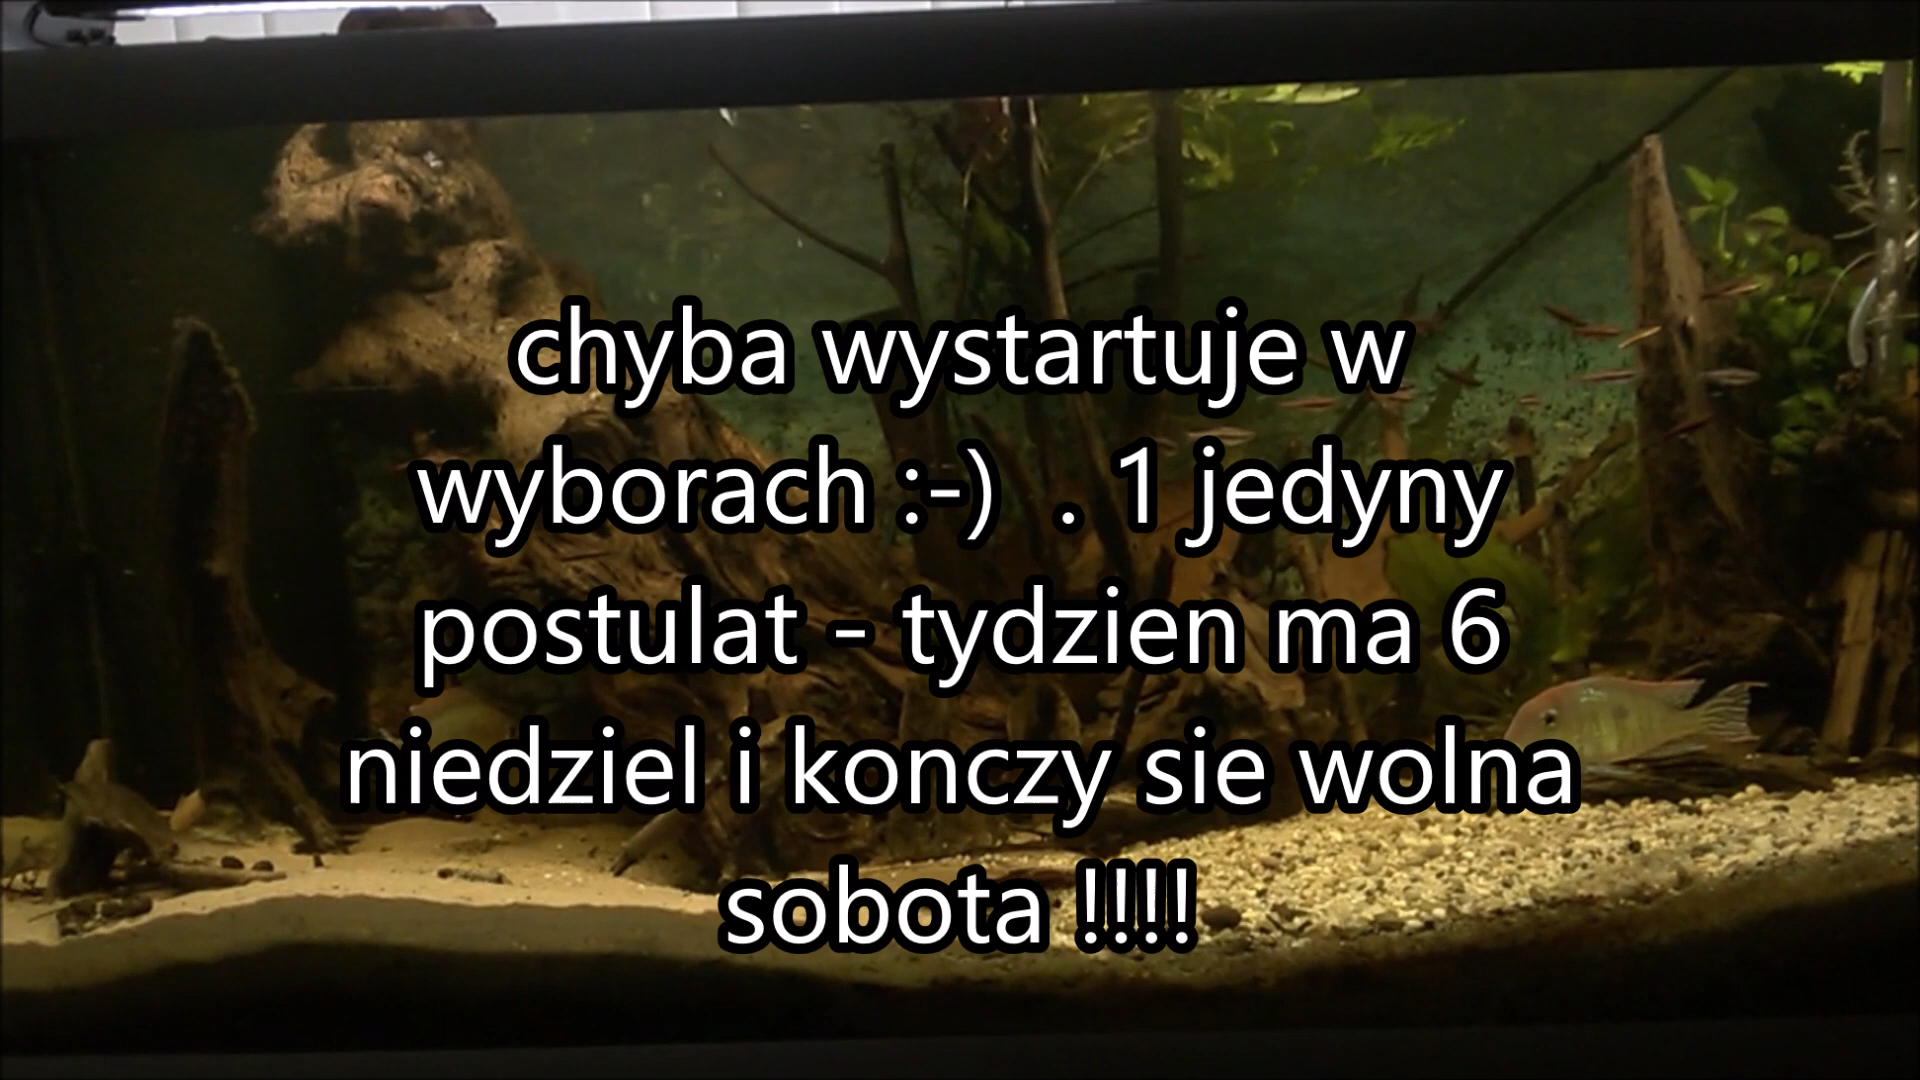 chyba wystartuje w
wyborach :-)  . 1 jedyny
postulat - tydzien ma 6
niedziel i konczy sie wolna
sobota !!!!